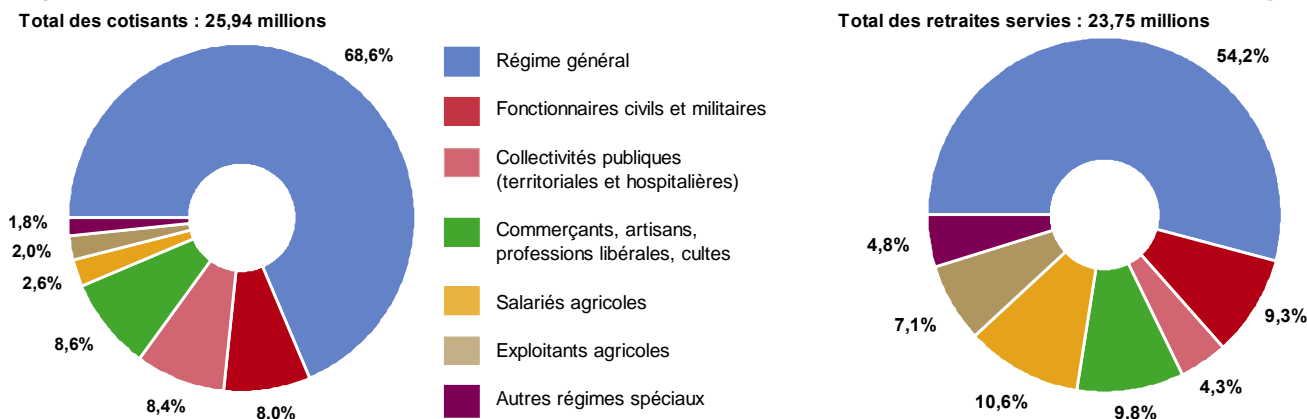 Total des cotisants : 25,94 millions
68,6%
1,8%
2,0%
2,6%
8,6%
8,4%
8,0%
Régime général
Fonctionnaires civils et militaires
Collectivités publiques
(territoriales et hospitalières)
Commerçants, artisans,
professions libérales, cultes
Salariés agricoles
Exploitants agricoles
Autres régimes spéciaux
Total des retraites servies : 23,75 millions
54,2%
4,8%
7,1%
10,6%
9,8%
4,3%
9,3%